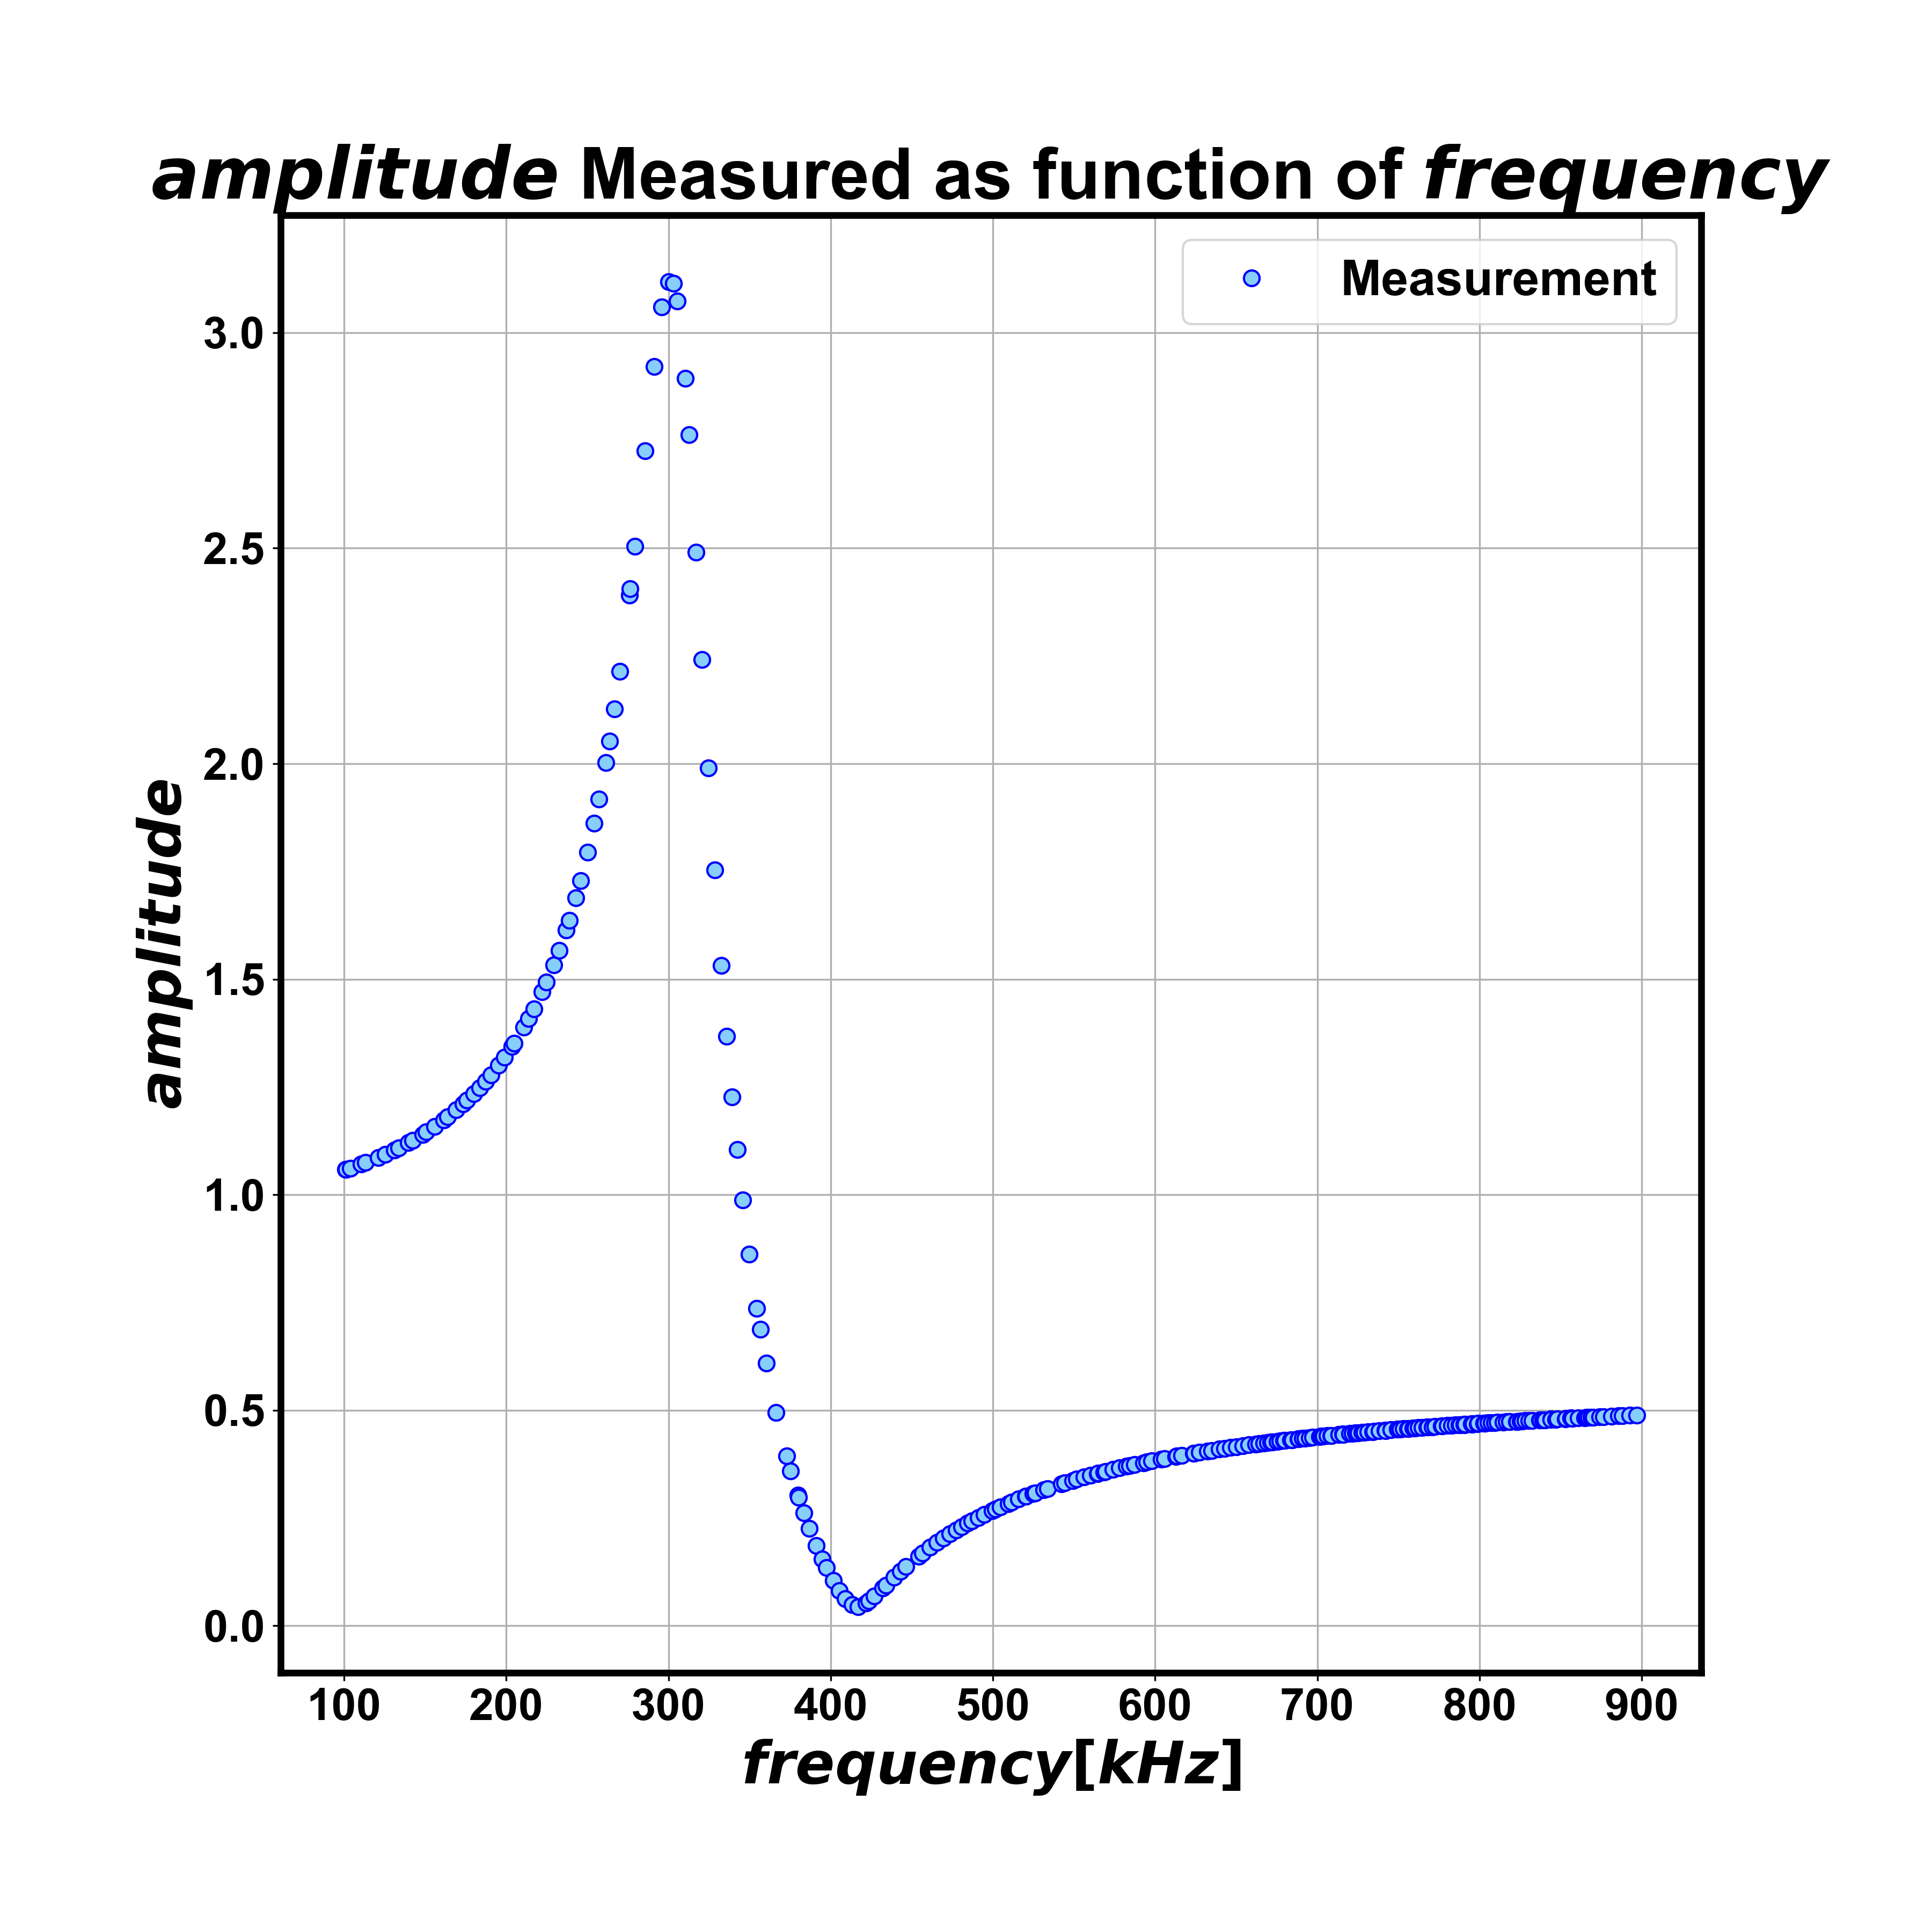 amplitude Measured as function of frequency
Measurement
amplitude
3.0
2.5
2.0
1.5
1.0
0.5
0.0
100 200 300 400 500 600 700 800 900
frequency[kHz]